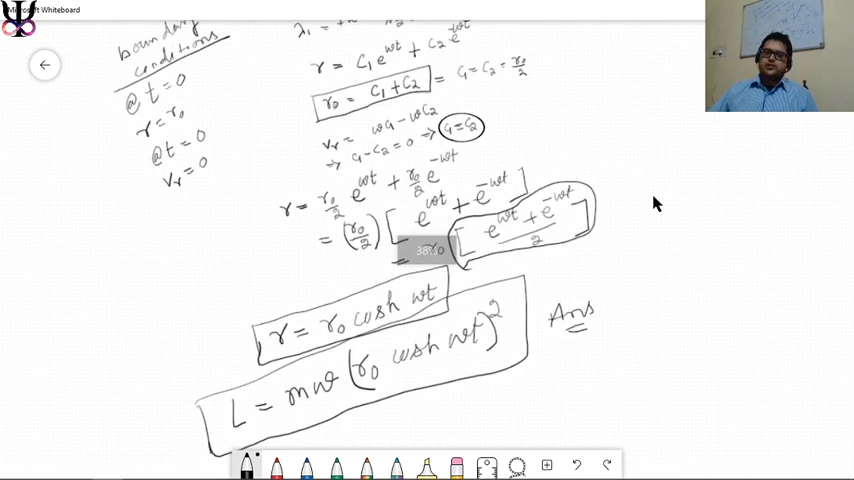 Microsoft Whiteboard
boundary
conditions
@ t = 0
r = r₀
@ t = 0
vᵣ = 0
r = C₁e^ωt + C₂e^-ωt
r₀ = C₁ + C₂ = C₁ = C₂ = r₀/2
vᵣ = ωC₁ - ωC₂
⇒ C₁ - C₂ = 0 ⇒ C₁ = C₂
r = r₀/2 e^ωt + r₀/2 e^-ωt
= (r₀/2) [e^ωt + e^-ωt]
= r₀ [e^ωt + e^-ωt / 2]
38%
r = r₀ cosh ωt
L = mω (r₀ cosh ωt)²
Ans